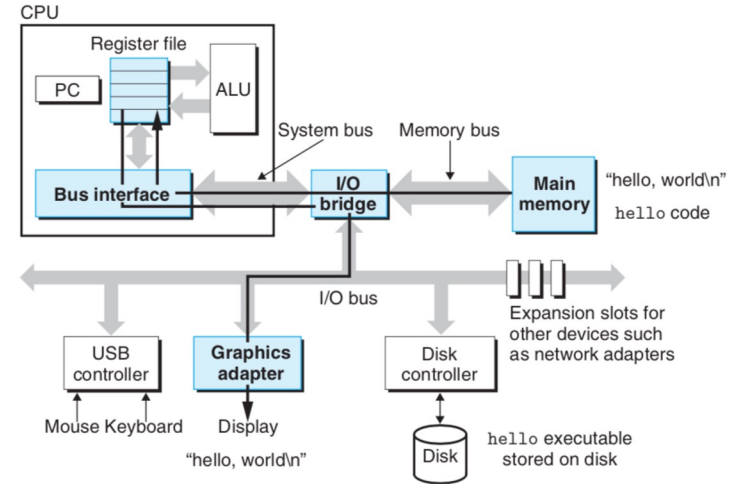 CPU
Register file
PC
ALU
System bus
Memory bus
Bus interface
I/O
bridge
Main
memory
"hello, world\n"
hello code
I/O bus
Expansion slots for
other devices such
as network adapters
USB
controller
Graphics
adapter
Disk
controller
Mouse Keyboard
Display
"hello, world\n"
Disk
hello executable
stored on disk